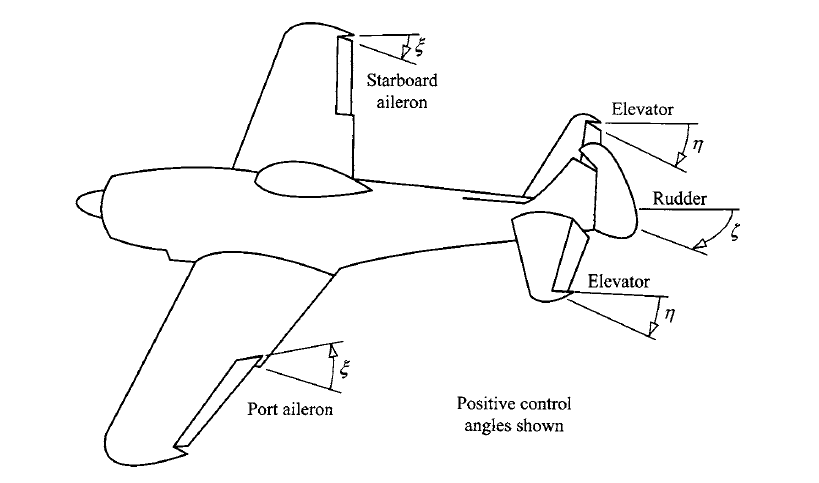 ξ
Starboard
aileron
Elevator
η
Rudder
ζ
Elevator
η
ξ
Port aileron
Positive control
angles shown